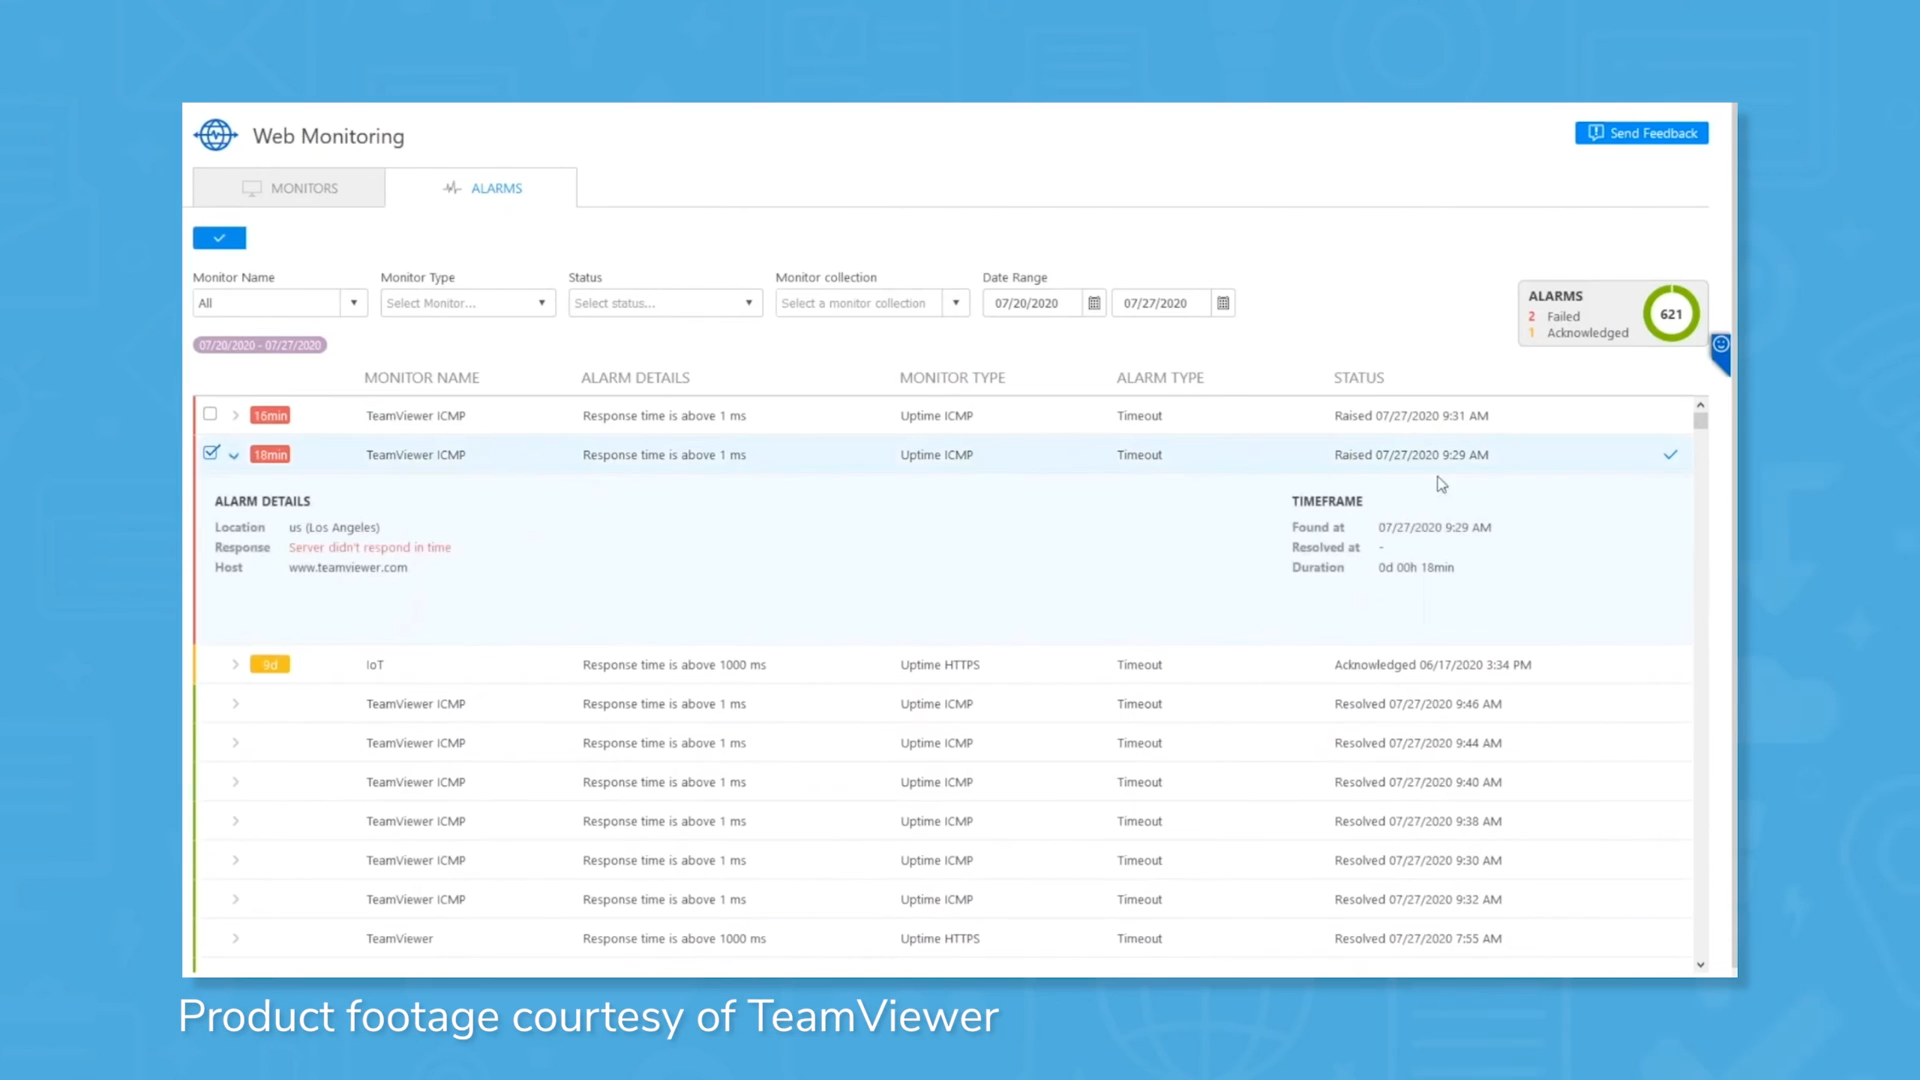 Web Monitoring
Send Feedback
MONITORS
ALARMS
Monitor Name
Monitor Type
Status
Monitor collection
Date Range
All
Select Monitor...
Select status...
Select a monitor collection
07/20/2020
07/27/2020
ALARMS
2 Failed
1 Acknowledged
621
07/20/2020 - 07/27/2020
MONITOR NAME ALARM DETAILS MONITOR TYPE ALARM TYPE STATUS
16min TeamViewer ICMP Response time is above 1 ms Uptime ICMP Timeout Raised 07/27/2020 9:31 AM
18min TeamViewer ICMP Response time is above 1 ms Uptime ICMP Timeout Raised 07/27/2020 9:29 AM
ALARM DETAILS
Location us (Los Angeles)
Response Server didn't respond in time
Host www.teamviewer.com
TIMEFRAME
Found at 07/27/2020 9:29 AM
Resolved at -
Duration 0d 00h 18min
9d IoT Response time is above 1000 ms Uptime HTTPS Timeout Acknowledged 06/17/2020 3:34 PM
TeamViewer ICMP Response time is above 1 ms Uptime ICMP Timeout Resolved 07/27/2020 9:46 AM
TeamViewer ICMP Response time is above 1 ms Uptime ICMP Timeout Resolved 07/27/2020 9:44 AM
TeamViewer ICMP Response time is above 1 ms Uptime ICMP Timeout Resolved 07/27/2020 9:40 AM
TeamViewer ICMP Response time is above 1 ms Uptime ICMP Timeout Resolved 07/27/2020 9:38 AM
TeamViewer ICMP Response time is above 1 ms Uptime ICMP Timeout Resolved 07/27/2020 9:30 AM
TeamViewer ICMP Response time is above 1 ms Uptime ICMP Timeout Resolved 07/27/2020 9:32 AM
TeamViewer Response time is above 1000 ms Uptime HTTPS Timeout Resolved 07/27/2020 7:55 AM
Product footage courtesy of TeamViewer